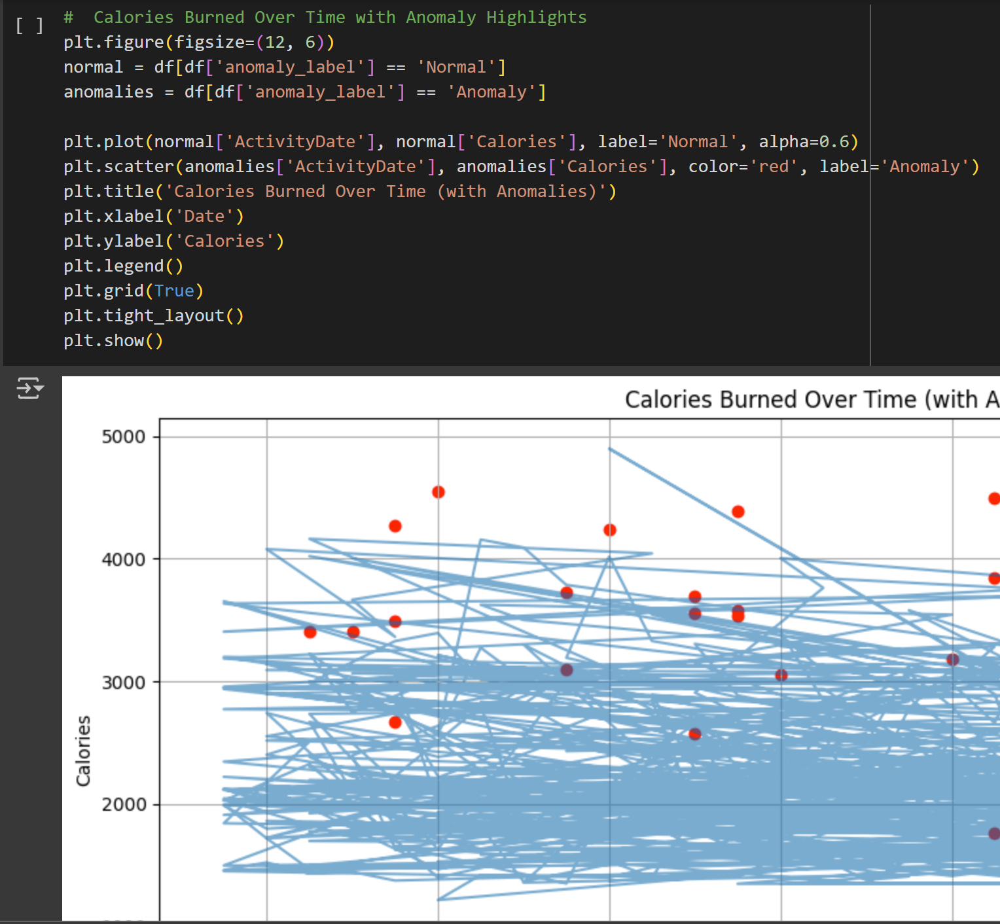 [ ]
#  Calories Burned Over Time with Anomaly Highlights
plt.figure(figsize=(12, 6))
normal = df[df['anomaly_label'] == 'Normal']
anomalies = df[df['anomaly_label'] == 'Anomaly']
plt.plot(normal['ActivityDate'], normal['Calories'], label='Normal', alpha=0.6)
plt.scatter(anomalies['ActivityDate'], anomalies['Calories'], color='red', label='Anomaly')
plt.title('Calories Burned Over Time (with Anomalies)')
plt.xlabel('Date')
plt.ylabel('Calories')
plt.legend()
plt.grid(True)
plt.tight_layout()
plt.show()
Calories Burned Over Time (with A
5000
4000
3000
2000
Calories